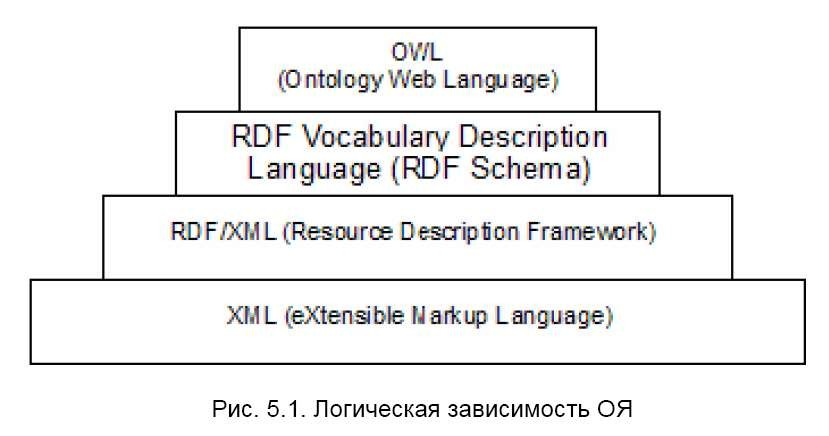 OWL
(Ontology Web Language)
RDF Vocabulary Description
Language (RDF Schema)
RDF/XML (Resource Description Framework)
XML (eXtensible Markup Language)
Рис. 5.1. Логическая зависимость ОЯ